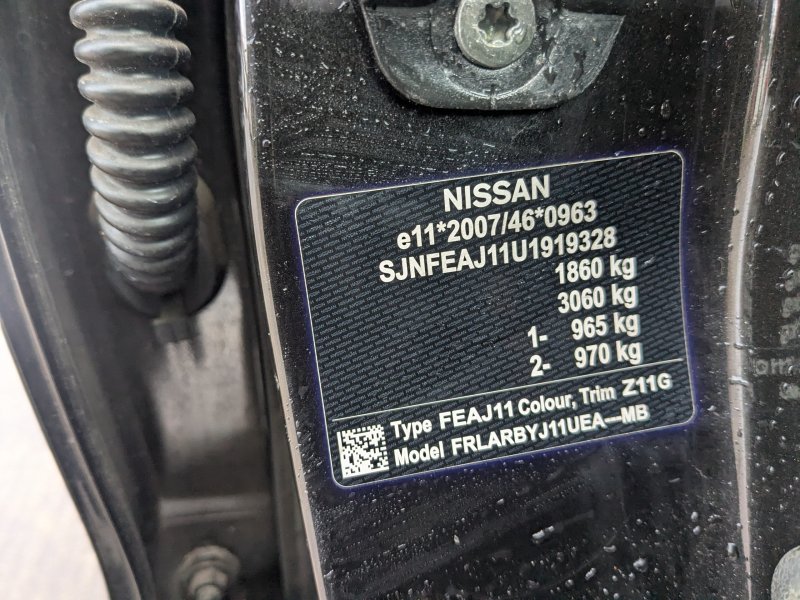 NISSAN
e11*2007/46*0963
SJNFEAJ11U1919328
1860 kg
3060 kg
1- 965 kg
2- 970 kg
Type FEAJ11 Colour, Trim Z11G
Model FRLARBYJ11UEA—MB